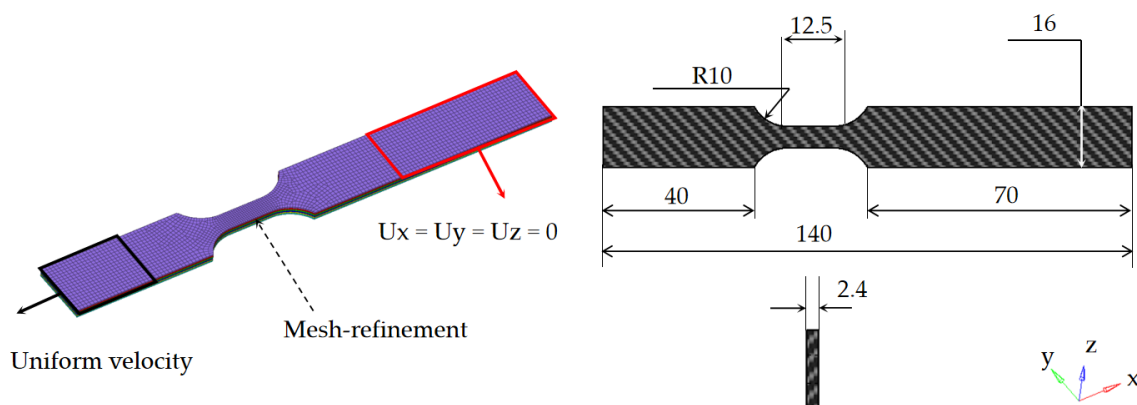 Ux = Uy = Uz = 0
Mesh-refinement
Uniform velocity
12.5
16
R10
40
70
140
2.4
y
z
x